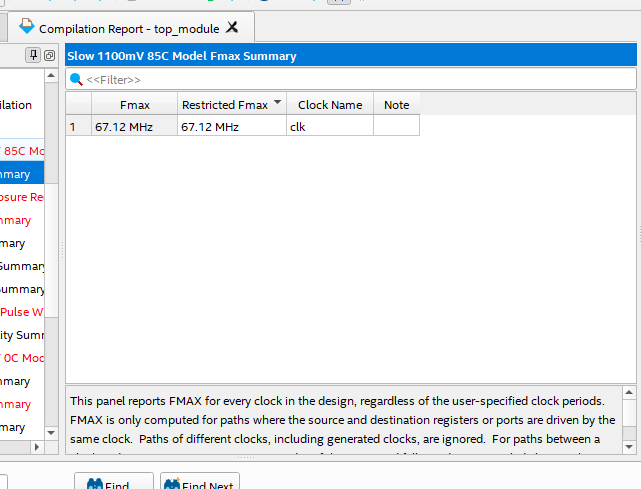 Compilation Report - top_module
Slow 1100mV 85C Model Fmax Summary
<<Filter>>
Fmax Restricted Fmax Clock Name Note
1 67.12 MHz 67.12 MHz clk
ilation
85C Mo
mmary
osure Re
mmary
mary
Summary
ummary
Pulse W
ity Summ
0C Mod
mmary
mmary
mary
This panel reports FMAX for every clock in the design, regardless of the user-specified clock periods.
FMAX is only computed for paths where the source and destination registers or ports are driven by the
same clock. Paths of different clocks, including generated clocks, are ignored. For paths between a
Find...
Find Next